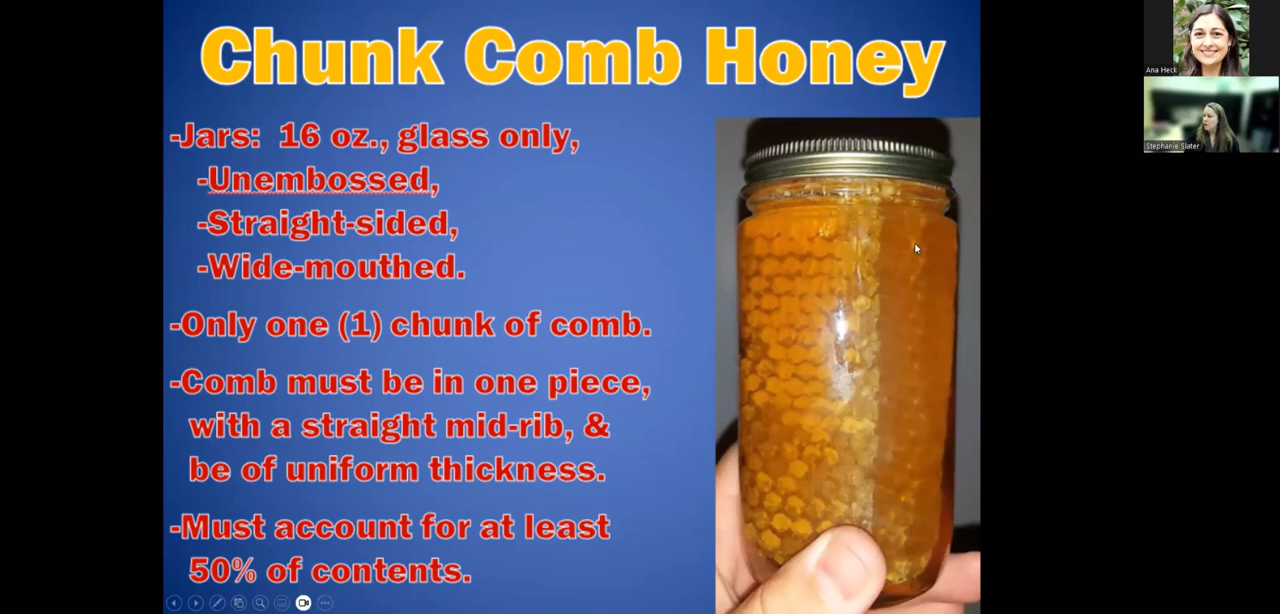 Chunk Comb Honey
-Jars: 16 oz., glass only,
-Unembossed,
-Straight-sided,
-Wide-mouthed.
-Only one (1) chunk of comb.
-Comb must be in one piece,
with a straight mid-rib, &
be of uniform thickness.
-Must account for at least
50% of contents.
Ana Heck
Stephanie Slater